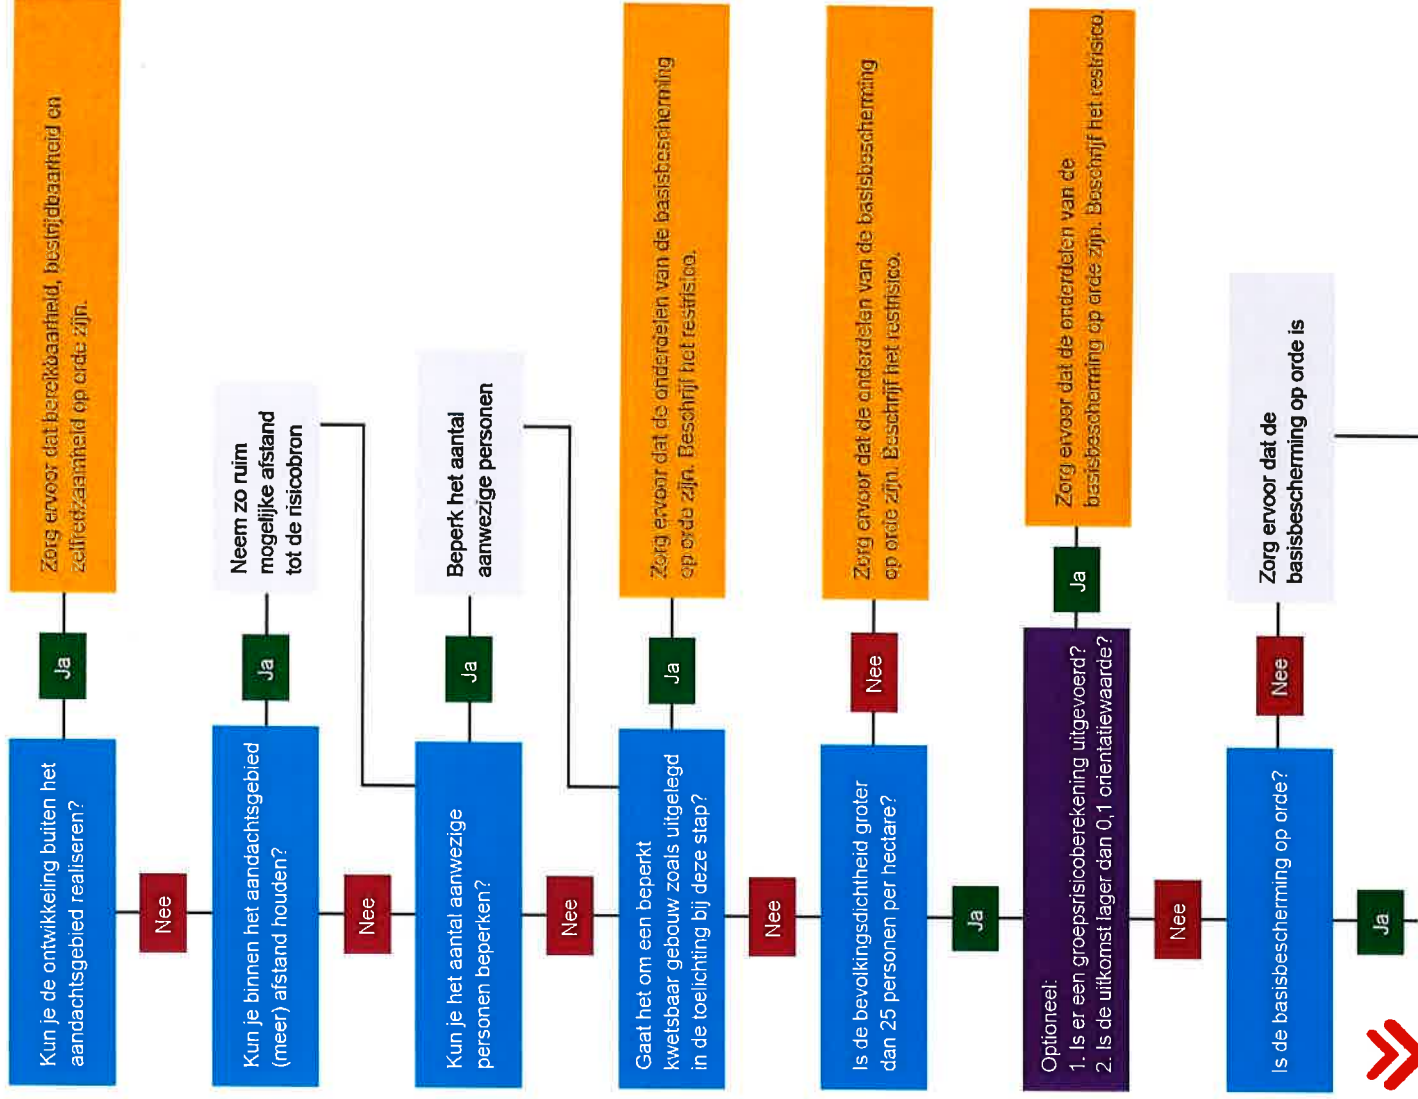 Kun je de ontwikkeling buiten het
aandachtsgebied realiseren?
Ja
Zorg ervoor dat bereikbaarheid, bestrijdbaarheid en
zelfredzaamheid op orde zijn.
Nee
Kun je binnen het aandachtsgebied
(meer) afstand houden?
Ja
Neem zo ruim
mogelijke afstand
tot de risicobron
Nee
Kun je het aantal aanwezige
personen beperken?
Ja
Beperk het aantal
aanwezige personen
Nee
Gaat het om een beperkt
kwetsbaar gebouw zoals uitgelegd
in de toelichting bij deze stap?
Ja
Zorg ervoor dat de onderdelen van de basisbescherming
op orde zijn. Beschrijf het restrisico.
Nee
Is de bevolkingsdichtheid groter
dan 25 personen per hectare?
Nee
Zorg ervoor dat de onderdelen van de basisbescherming
op orde zijn. Beschrijf het restrisico.
Ja
Optioneel:
1. Is er een groepsrisicoberekening uitgevoerd?
2. Is de uitkomst lager dan 0,1 orientatiewaarde?
Ja
Zorg ervoor dat de onderdelen van de
basisbescherming op orde zijn. Beschrijf het restrisico.
Nee
Is de basisbescherming op orde?
Nee
Zorg ervoor dat de
basisbescherming op orde is
Ja